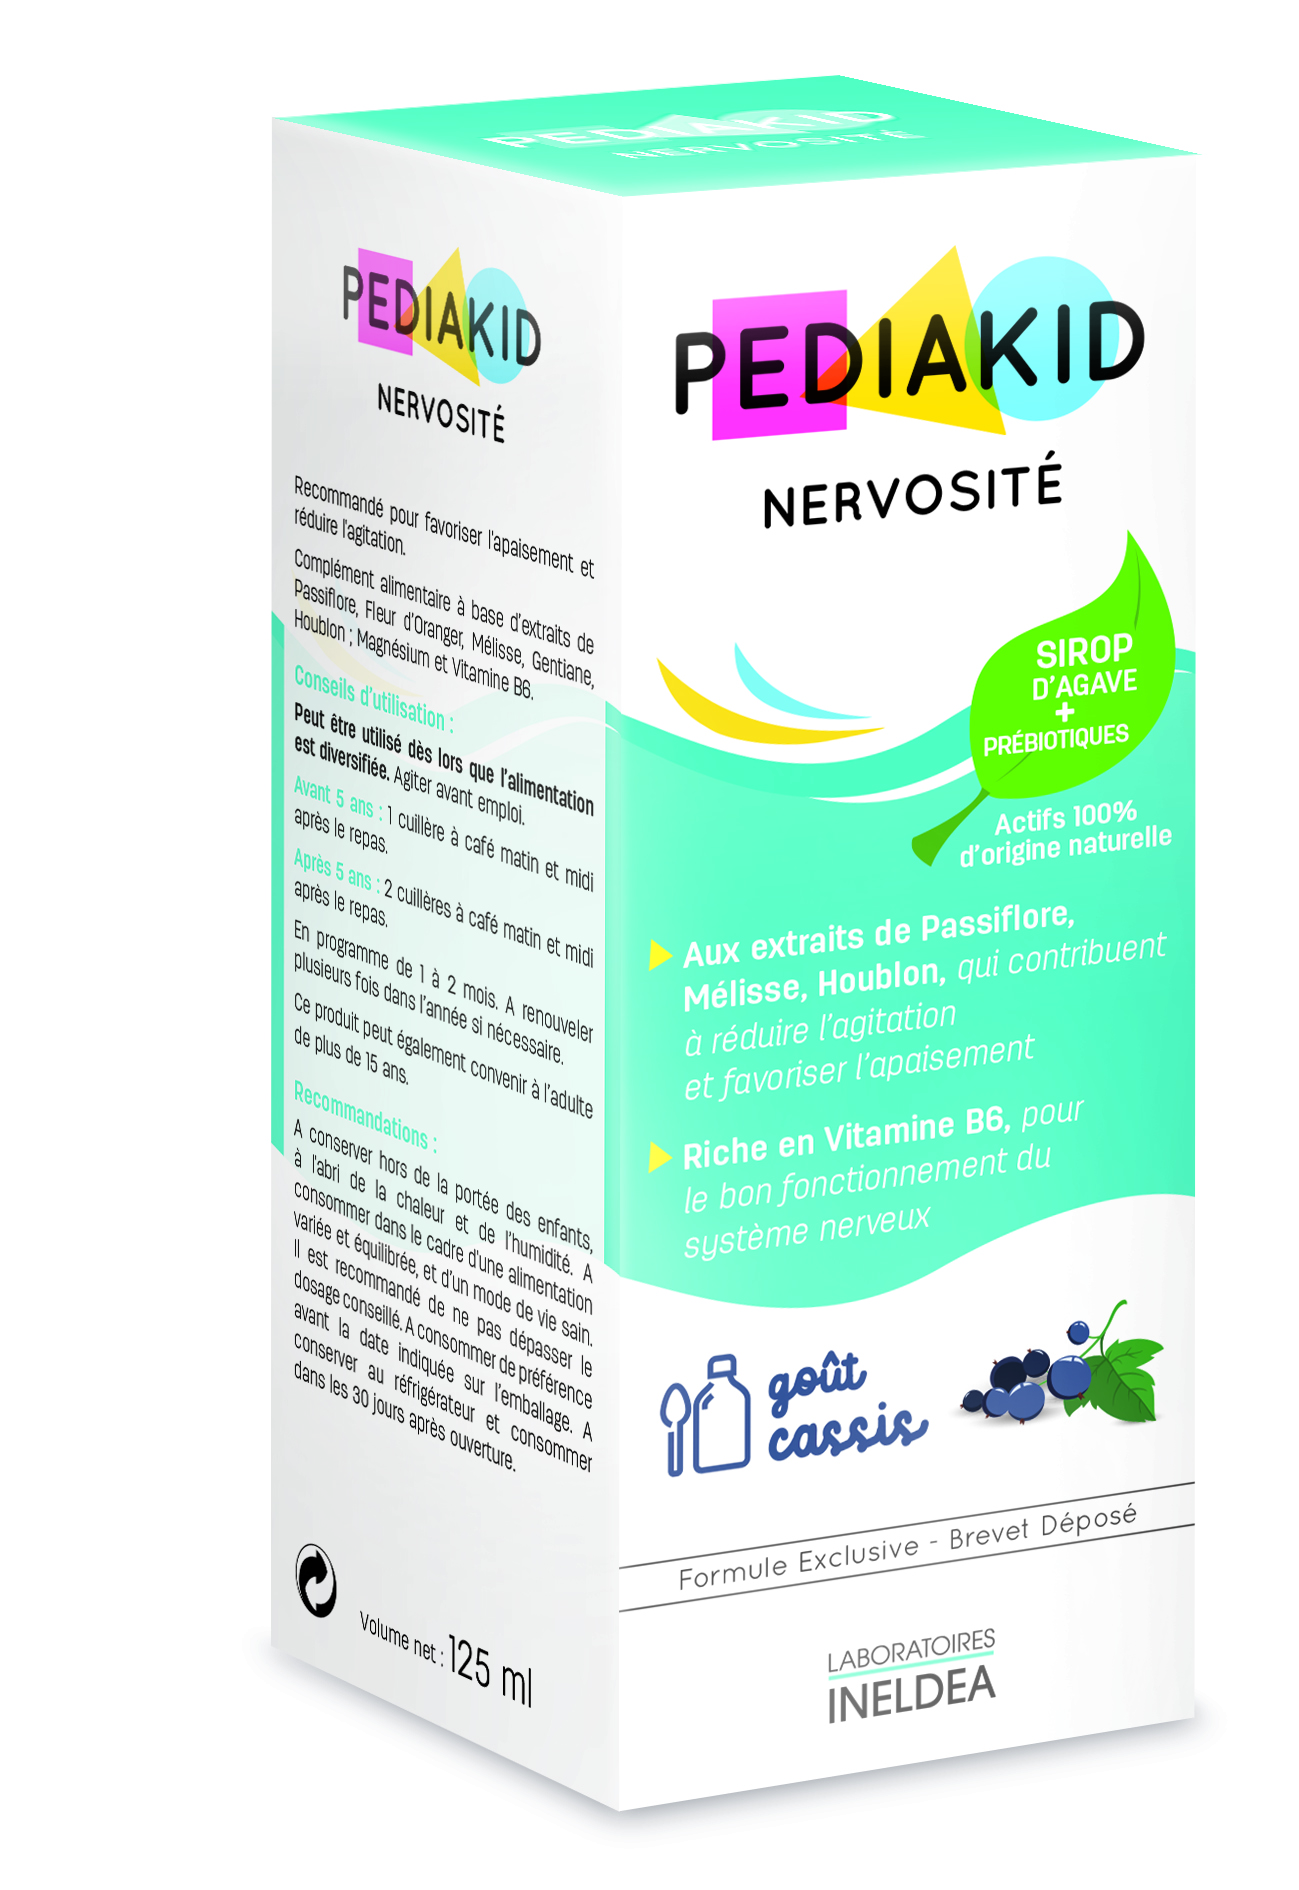 PEDIAKID
NERVOSITÉ
PEDIAKID
NERVOSITÉ
Recommandé pour favoriser l'apaisement et
réduire l'agitation.
Complément alimentaire à base d'extraits de
Passiflore, Fleur d'Oranger, Mélisse, Gentiane,
Houblon ; Magnésium et Vitamine B6.
Conseils d'utilisation :
Peut être utilisé dès lors que l'alimentation
est diversifiée. Agiter avant emploi.
Avant 5 ans : 1 cuillère à café matin et midi
après le repas.
Après 5 ans : 2 cuillères à café matin et midi
après le repas.
En programme de 1 à 2 mois. A renouveler
plusieurs fois dans l'année si nécessaire.
Ce produit peut également convenir à l'adulte
de plus de 15 ans.
Recommandations :
A conserver hors de la portée des enfants,
à l'abri de la chaleur et de l'humidité. A
consommer dans le cadre d'une alimentation
variée et équilibrée, et d'un mode de vie sain.
Il est recommandé de ne pas dépasser le
dosage conseillé. A consommer de préférence
avant la date indiquée sur l'emballage. A
conserver au réfrigérateur et consommer
dans les 30 jours après ouverture.
Volume net : 125 ml
PEDIAKID
NERVOSITÉ
SIROP
D'AGAVE
+
PRÉBIOTIQUES
Actifs 100%
d'origine naturelle
Aux extraits de Passiflore,
Mélisse, Houblon, qui contribuent
à réduire l'agitation
et favoriser l'apaisement
Riche en Vitamine B6, pour
le bon fonctionnement du
système nerveux
goût
cassis
Formule Exclusive - Brevet Déposé
LABORATOIRES
INELDEA